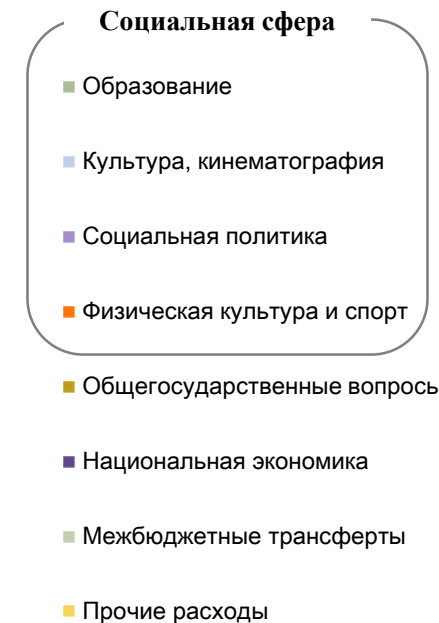 Социальная сфера
Образование
Культура, кинематография
Социальная политика
Физическая культура и спорт
Общегосударственные вопрось
Национальная экономика
Межбюджетные трансферты
Прочие расходы